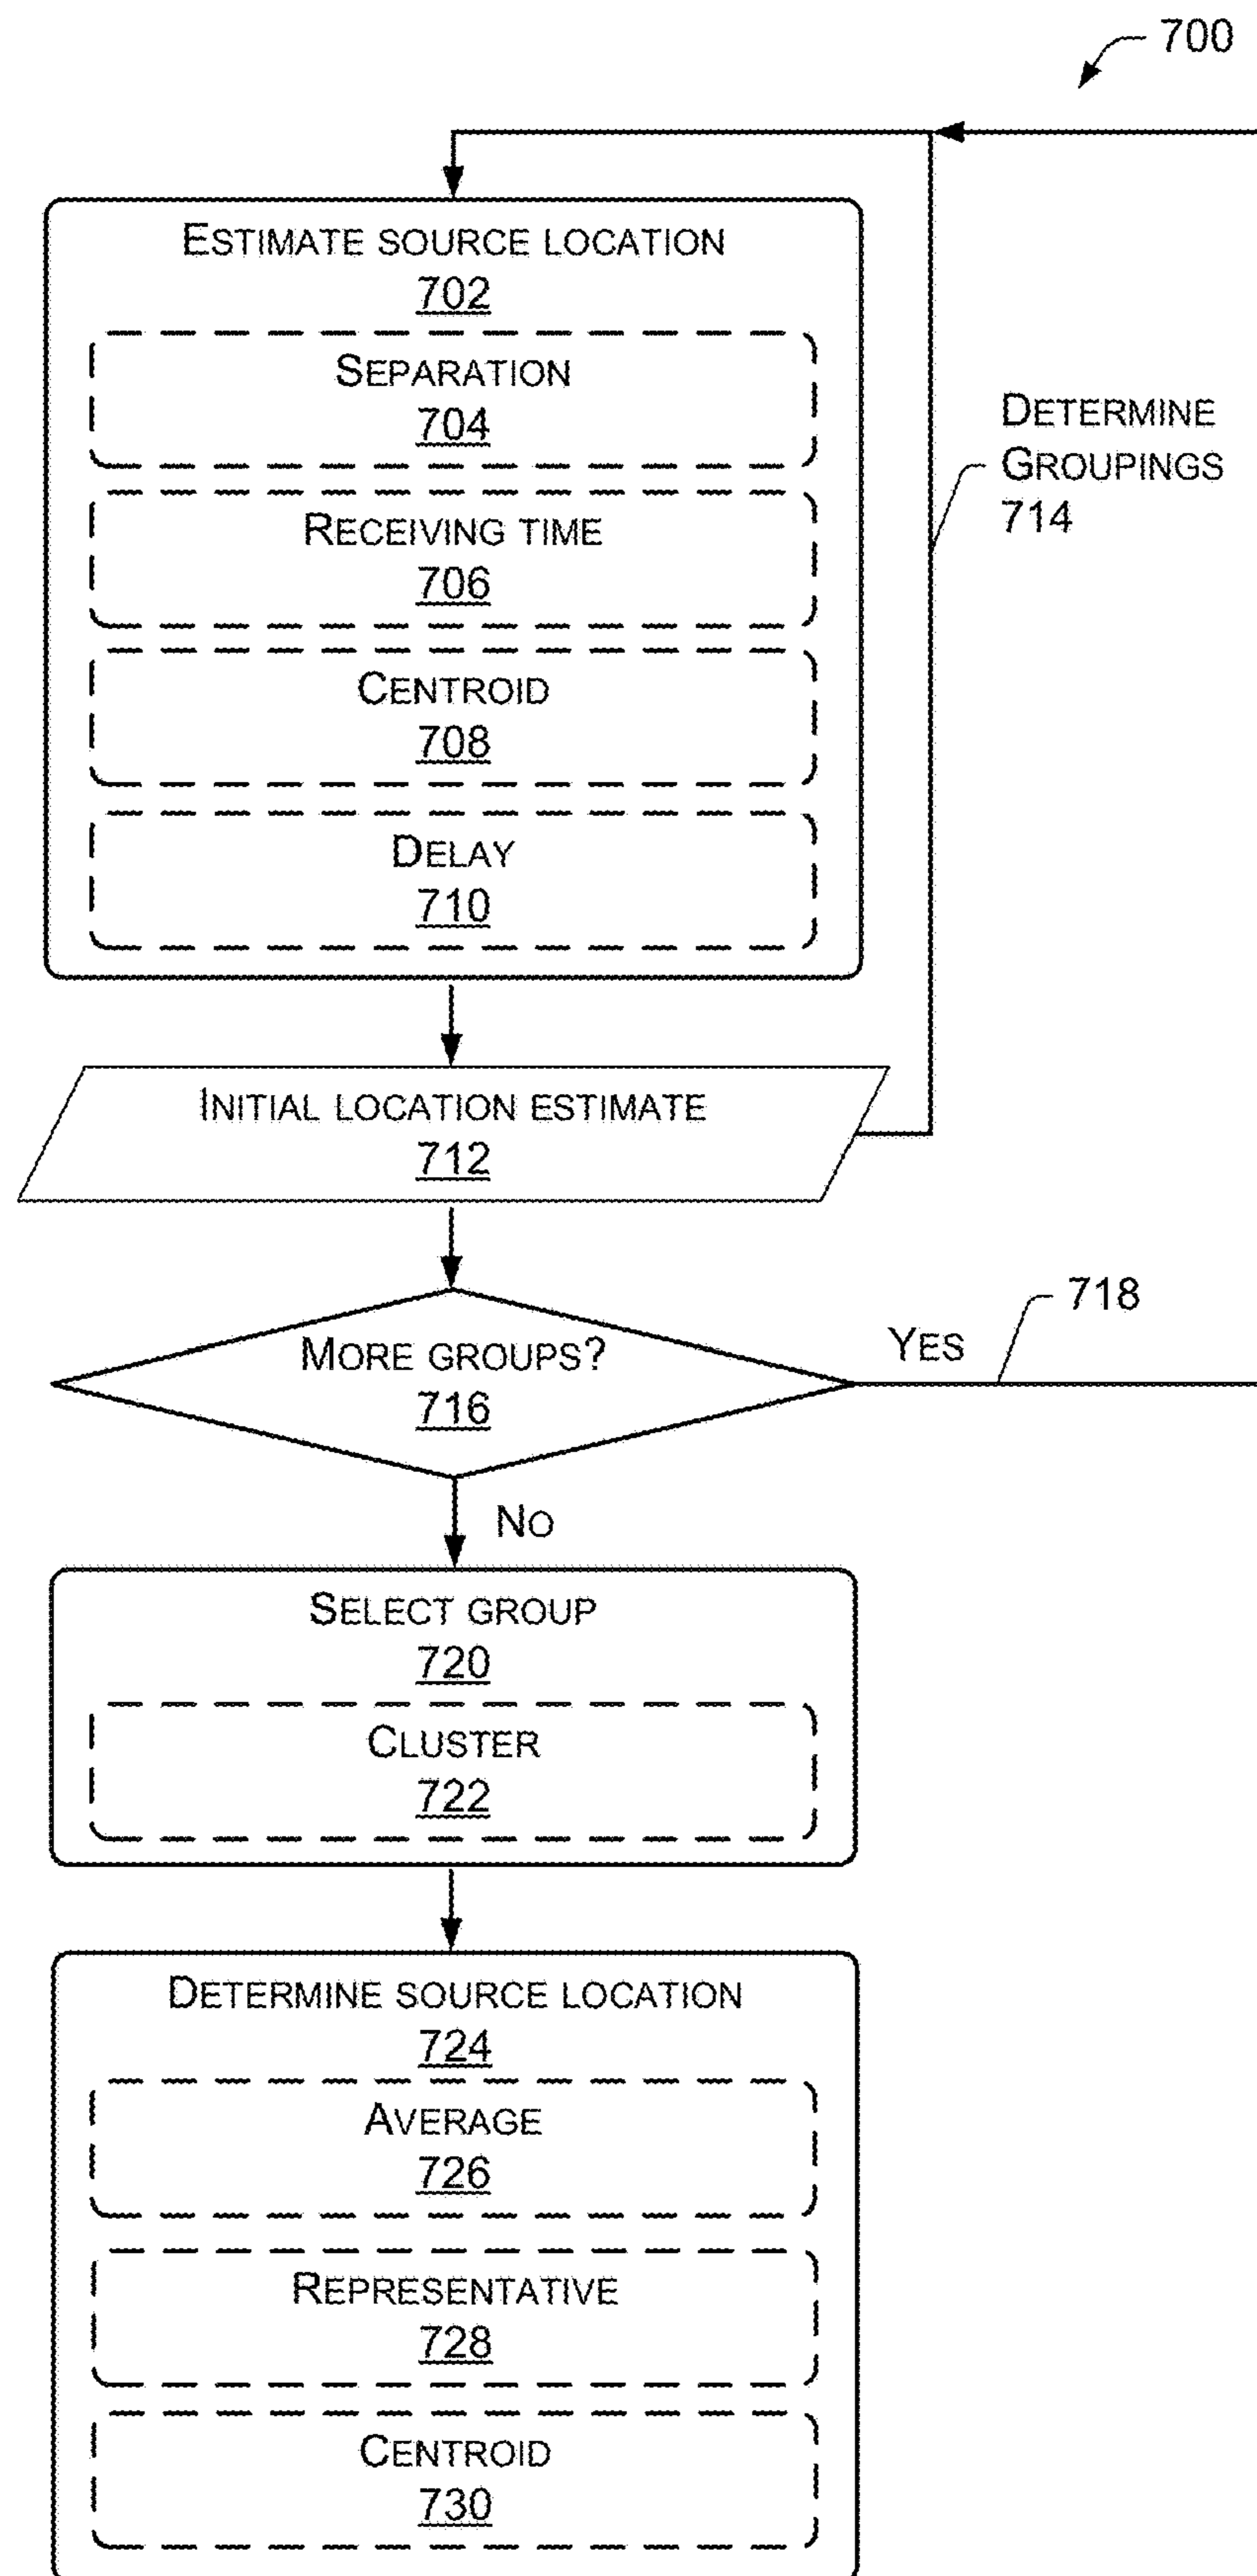 700
ESTIMATE SOURCE LOCATION
702
SEPARATION
704
RECEIVING TIME
706
CENTROID
708
DELAY
710
DETERMINE
GROUPINGS
714
INITIAL LOCATION ESTIMATE
712
718
YES
MORE GROUPS?
716
NO
SELECT GROUP
720
CLUSTER
722
DETERMINE SOURCE LOCATION
724
AVERAGE
726
REPRESENTATIVE
728
CENTROID
730